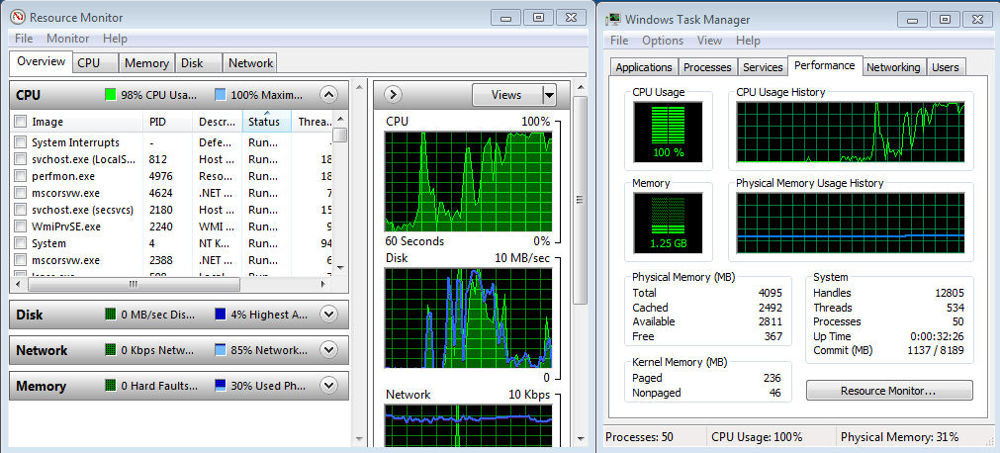 Resource Monitor
File Monitor Help
Overview CPU Memory Disk Network
CPU 98% CPU Usa... 100% Maxim...
Image PID Descr... Status Threa...
System Interrupts - Defe... Run... -
svchost.exe (LocalS... 812 Host ... Run... 18
perfmon.exe 4976 Reso... Run... 18
mscorsvw.exe 4624 .NET ... Run... 7
svchost.exe (secsvcs) 2180 Host ... Run... 15
WmiPrvSE.exe 2240 WMI ... Run... 9
System 4 NT K... Run... 94
mscorsvw.exe 2388 .NET ... Run... 6
Disk 0 MB/sec Dis... 4% Highest A...
Network 0 Kbps Netw... 85% Network...
Memory 0 Hard Faults... 30% Used Ph...
Views
CPU 100%
60 Seconds 0%
Disk 10 MB/sec
0
Network 10 Kbps
Windows Task Manager
File Options View Help
Applications Processes Services Performance Networking Users
CPU Usage CPU Usage History
100 %
Memory Physical Memory Usage History
1.25 GB
Physical Memory (MB)
Total 4095
Cached 2492
Available 2811
Free 367
Kernel Memory (MB)
Paged 236
Nonpaged 46
System
Handles 12805
Threads 534
Processes 50
Up Time 0:00:32:26
Commit (MB) 1137 / 8189
Resource Monitor...
Processes: 50 CPU Usage: 100% Physical Memory: 31%